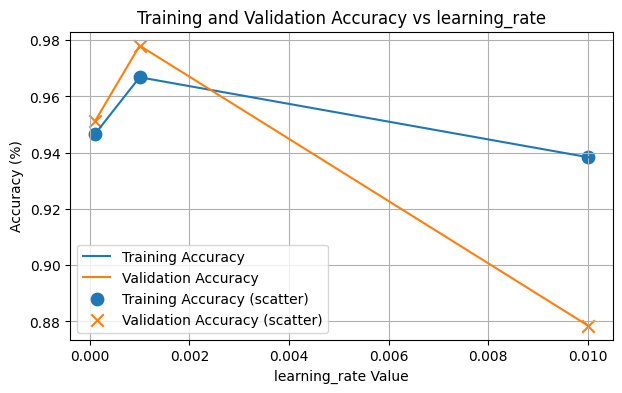 Training and Validation Accuracy vs learning_rate
Accuracy (%)
0.98
0.96
0.94
0.92
0.90
0.88
Training Accuracy
Validation Accuracy
Training Accuracy (scatter)
Validation Accuracy (scatter)
0.000
0.002
0.004
0.006
0.008
0.010
learning_rate Value